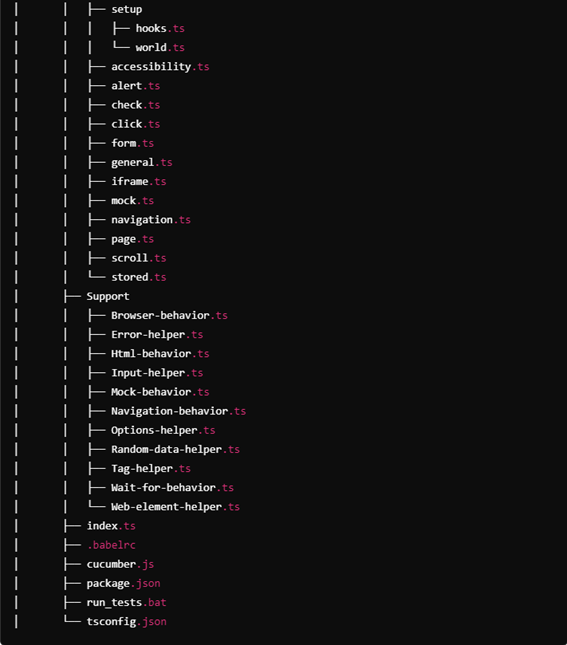 │       │   ├── setup
│       │   │   ├── hooks.ts
│       │   │   └── world.ts
│       │   ├── accessibility.ts
│       │   ├── alert.ts
│       │   ├── check.ts
│       │   ├── click.ts
│       │   ├── form.ts
│       │   ├── general.ts
│       │   ├── iframe.ts
│       │   ├── mock.ts
│       │   ├── navigation.ts
│       │   ├── page.ts
│       │   ├── scroll.ts
│       │   └── stored.ts
│       ├── Support
│       │   ├── Browser-behavior.ts
│       │   ├── Error-helper.ts
│       │   ├── Html-behavior.ts
│       │   ├── Input-helper.ts
│       │   ├── Mock-behavior.ts
│       │   ├── Navigation-behavior.ts
│       │   ├── Options-helper.ts
│       │   ├── Random-data-helper.ts
│       │   ├── Tag-helper.ts
│       │   ├── Wait-for-behavior.ts
│       │   └── Web-element-helper.ts
│       ├── index.ts
│       ├── .babelrc
│       ├── cucumber.js
│       ├── package.json
│       ├── run_tests.bat
│       └── tsconfig.json